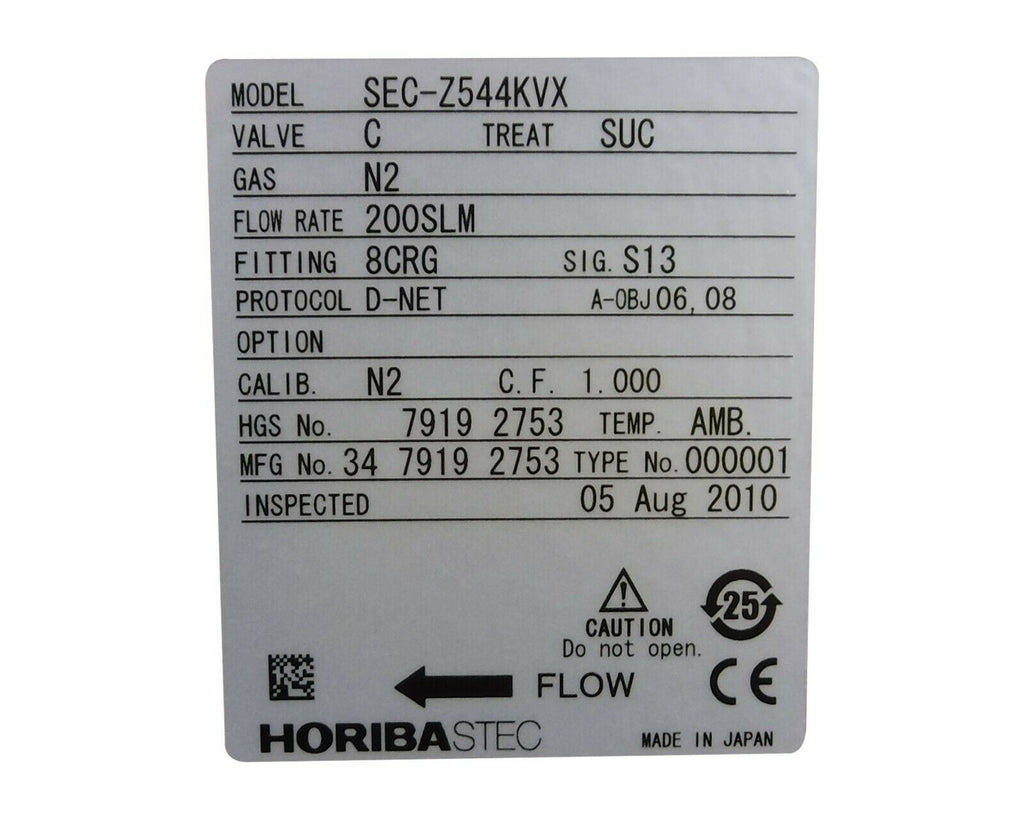 MODEL SEC-Z544KVX
VALVE C TREAT SUC
GAS N2
FLOW RATE 200SLM
FITTING 8CRG SIG. S13
PROTOCOL D-NET A-OBJ06,08
OPTION
CALIB. N2 C.F. 1.000
HGS No. 7919 2753 TEMP. AMB.
MFG No. 34 7919 2753 TYPE No. 000001
INSPECTED 05 Aug 2010
25
CAUTION
Do not open.
FLOW CE
HORIBASTEC MADE IN JAPAN